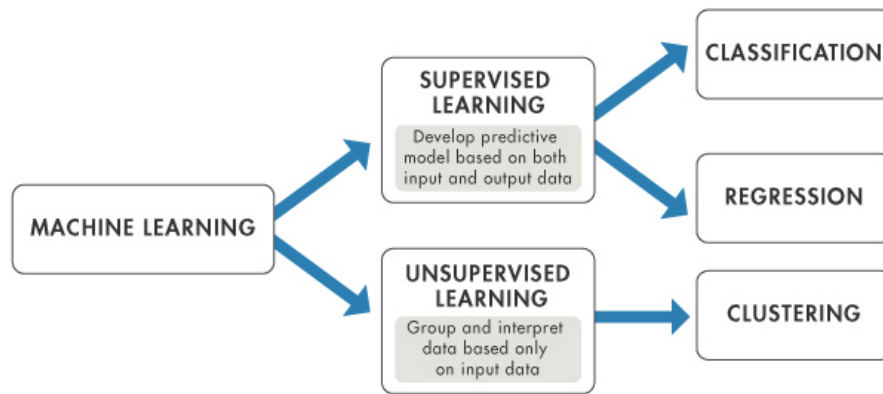 MACHINE LEARNING
SUPERVISED
LEARNING
Develop predictive
model based on both
input and output data
UNSUPERVISED
LEARNING
Group and interpret
data based only
on input data
CLASSIFICATION
REGRESSION
CLUSTERING